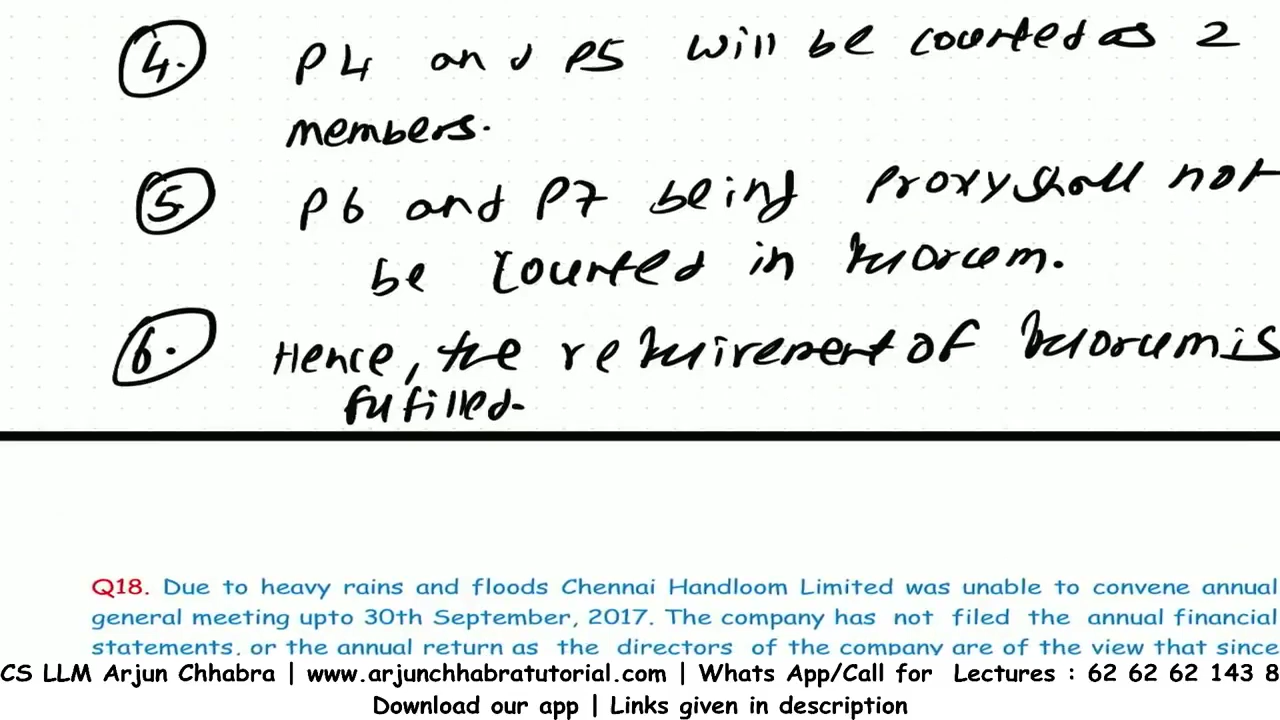 4. P4 and P5 will be counted as 2
members.
5 P6 and P7 being Proxy shall not
be counted in quorum.
6. Hence, the requirement of quorum is
fufilled.
Q18. Due to heavy rains and floods Chennai Handloom Limited was unable to convene annual
general meeting upto 30th September, 2017. The company has not filed the annual financial
statements, or the annual return as the directors of the company are of the view that since
CS LLM Arjun Chhabra | www.arjunchhabratutorial.com | Whats App/Call for Lectures : 62 62 62 143 8
Download our app | Links given in description